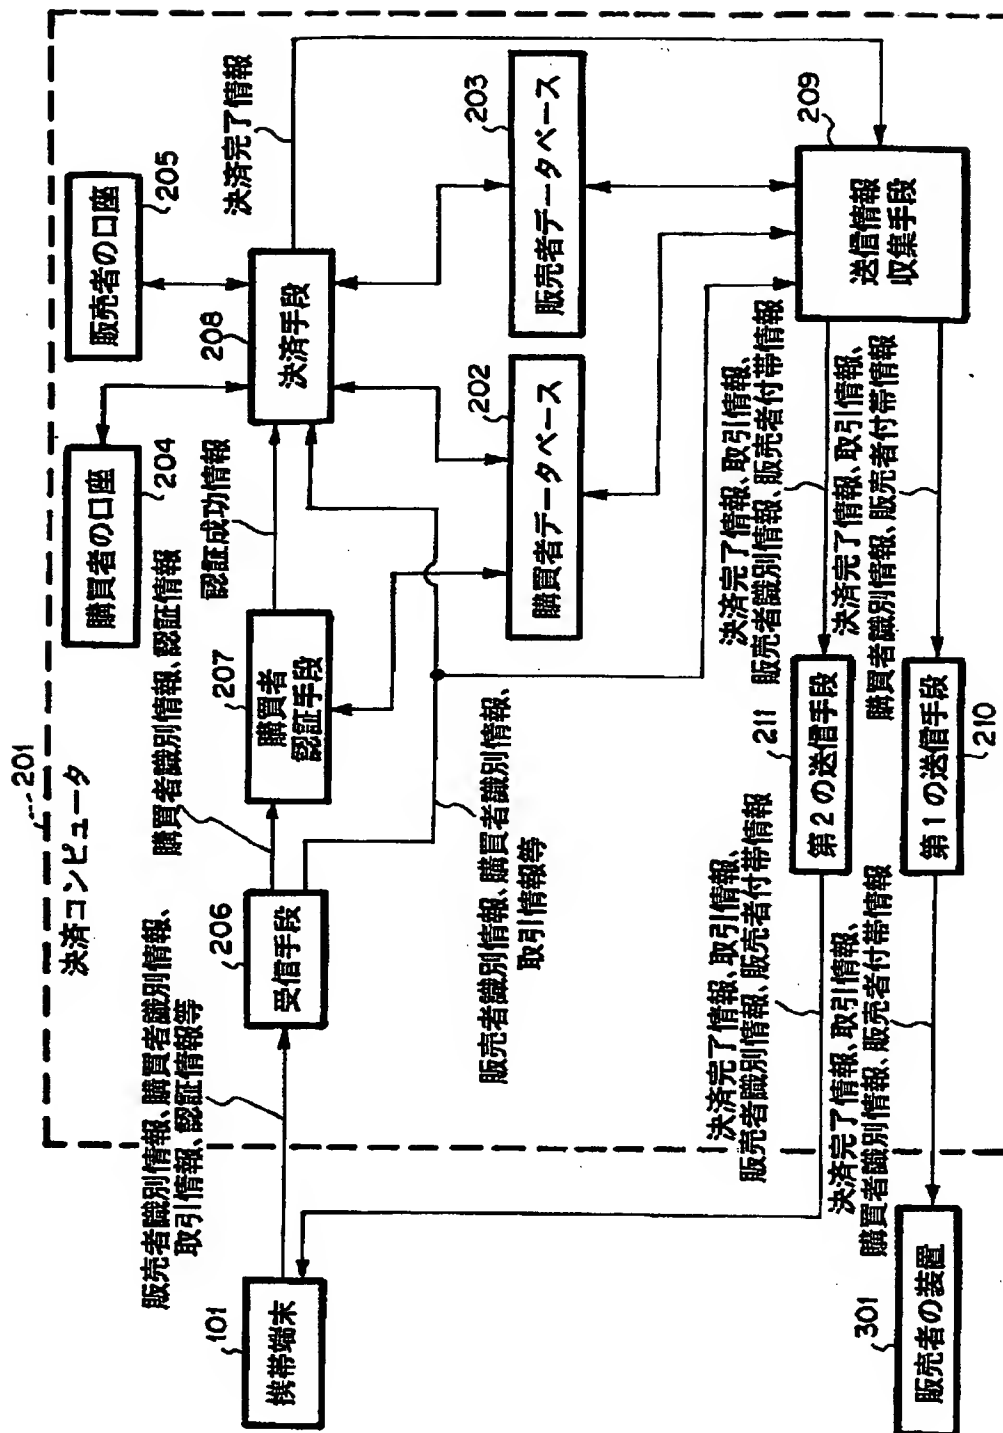 201
決済コンピュータ
購買者の口座
204
販売者の口座
205
決済完了情報
販売者識別情報、購買者識別情報、
取引情報、認証情報等
購買者識別情報、認証情報
認証成功情報
101
携帯端末
206
受信手段
207
購買者
認証手段
208
決済手段
販売者識別情報、購買者識別情報、
取引情報等
202
購買者データベース
203
販売者データベース
決済完了情報、取引情報、
販売者識別情報、販売者付帯情報
211
第2の送信手段
決済完了情報、取引情報、
販売者識別情報、販売者付帯情報
209
送信情報
収集手段
決済完了情報、取引情報、
購買者識別情報、販売者付帯情報
210
第1の送信手段
決済完了情報、取引情報、
購買者識別情報、販売者付帯情報
301
販売者の装置